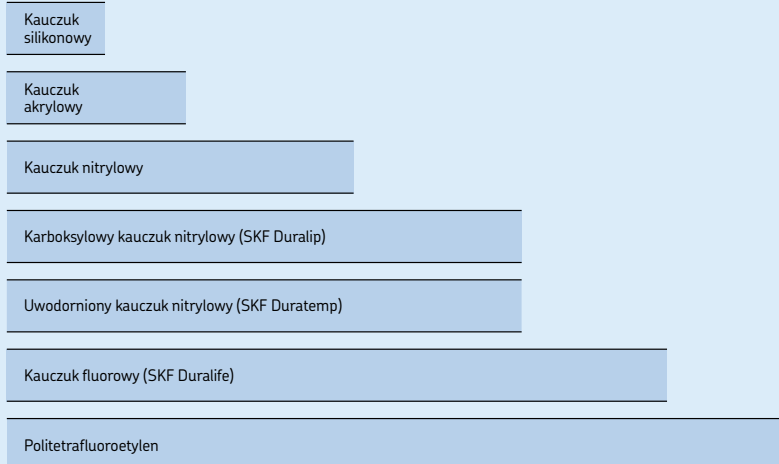 Kauczuk
silikonowy
Kauczuk
akrylowy
Kauczuk nitrylowy
Karboksylowy kauczuk nitrylowy (SKF Duralip)
Uwodorniony kauczuk nitrylowy (SKF Duratemp)
Kauczuk fluorowy (SKF Duralife)
Politetrafluoroetylen